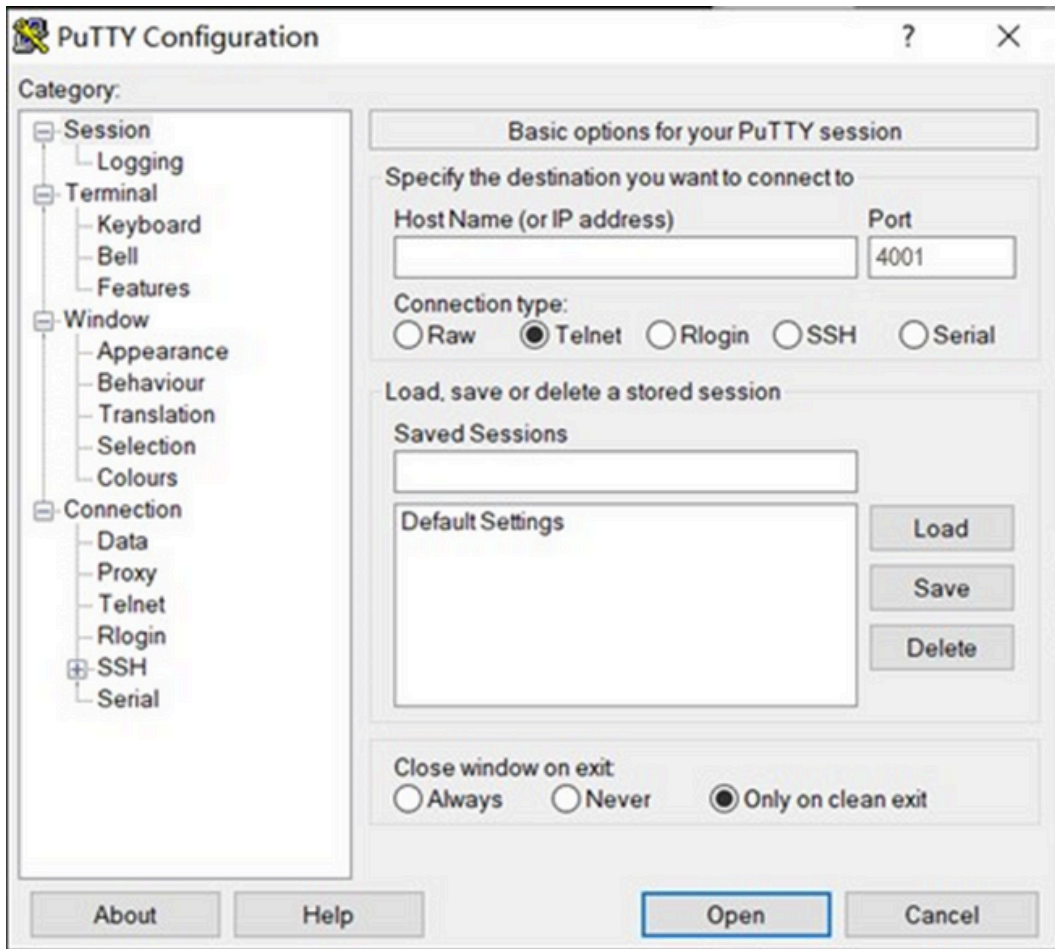 PuTTY Configuration
?
Category:
Session
Logging
Terminal
Keyboard
Bell
Features
Window
Appearance
Behaviour
Translation
Selection
Colours
Connection
Data
Proxy
Telnet
Rlogin
SSH
Serial
Basic options for your PuTTY session
Specify the destination you want to connect to
Host Name (or IP address) Port
4001
Connection type:
Raw Telnet Rlogin SSH Serial
Load, save or delete a stored session
Saved Sessions
Default Settings
Load
Save
Delete
Close window on exit:
Always Never Only on clean exit
About Help Open Cancel